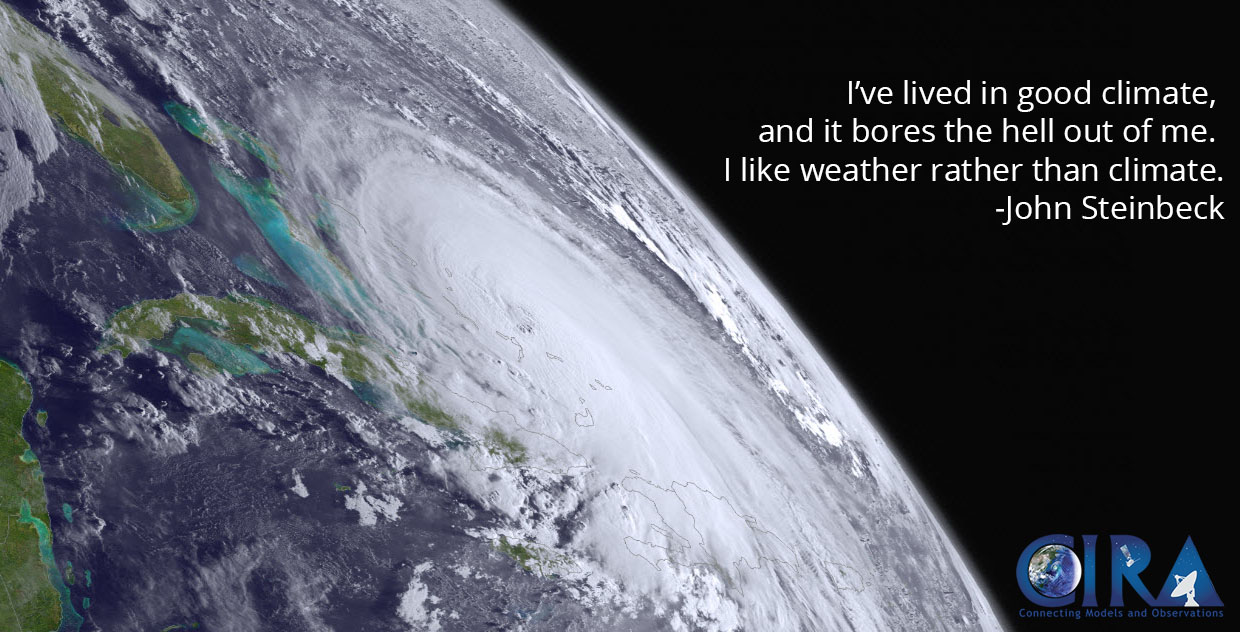 I’ve lived in good climate,
and it bores the hell out of me.
I like weather rather than climate.
-John Steinbeck
CIRA
Connecting Models and Observations